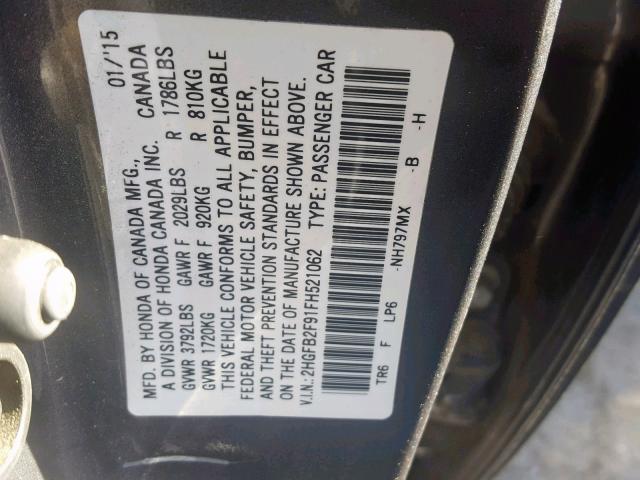 MFD. BY HONDA OF CANADA MFG., 01/'15
A DIVISION OF HONDA CANADA INC. CANADA
GVWR 3792LBS GAWR F 2029LBS R 1786LBS
GVWR 1720KG GAWR F 920KG R 810KG
THIS VEHICLE CONFORMS TO ALL APPLICABLE
FEDERAL MOTOR VEHICLE SAFETY, BUMPER,
AND THEFT PREVENTION STANDARDS IN EFFECT
ON THE DATE OF MANUFACTURE SHOWN ABOVE.
V.I.N.: 2HGFB2F91FH521062 TYPE: PASSENGER CAR
TR6 F LP6 -NH797MX -B -H